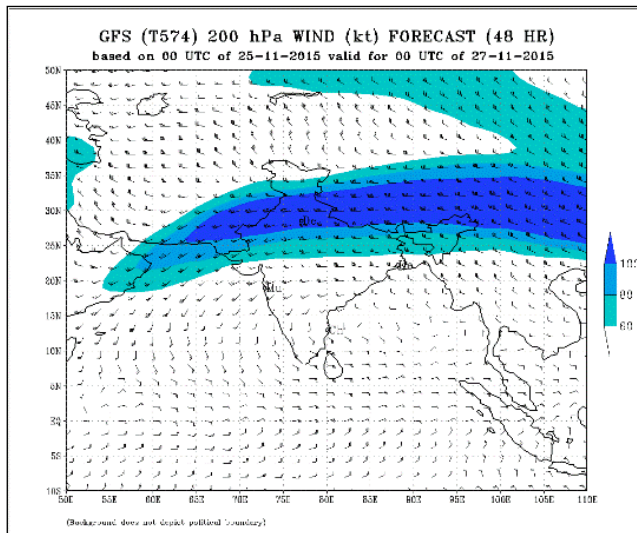 GFS (T574) 200 hPa WIND (kt) FORECAST (48 HR)
based on 00 UTC of 25-11-2015 valid for 00 UTC of 27-11-2015
50N
45N
40N
35N
30N
25N
20N
15N
10N
5N
5S
10S
50E 55E 60E 65E 70E 75E 80E 85E 90E 95E 100E 105E 110E
80
60
(Background does not depict political boundary)